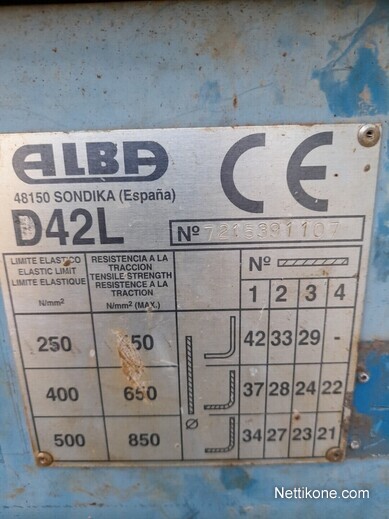 ALBA
CE
48150 SONDIKA (España)
D42L
Nº
LIMITE ELASTICO
ELASTIC LIMIT
LIMITE ELASTIQUE
N/mm²
RESISTENCIA A LA
TRACCION
TENSILE STRENGTH
RESISTENCE A LA
TRACTION
N/mm² (MAX.)
Nº
1 2 3 4
250 42 33 29 -
400 650 37 28 24 22
Ø
500 850 34 27 23 21
Nettikone.com